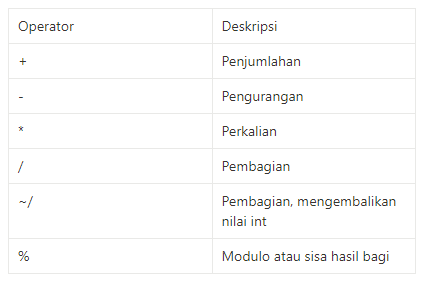 Operator Deskripsi
+ Penjumlahan
- Pengurangan
* Perkalian
/ Pembagian
~/ Pembagian, mengembalikan
nilai int
% Modulo atau sisa hasil bagi